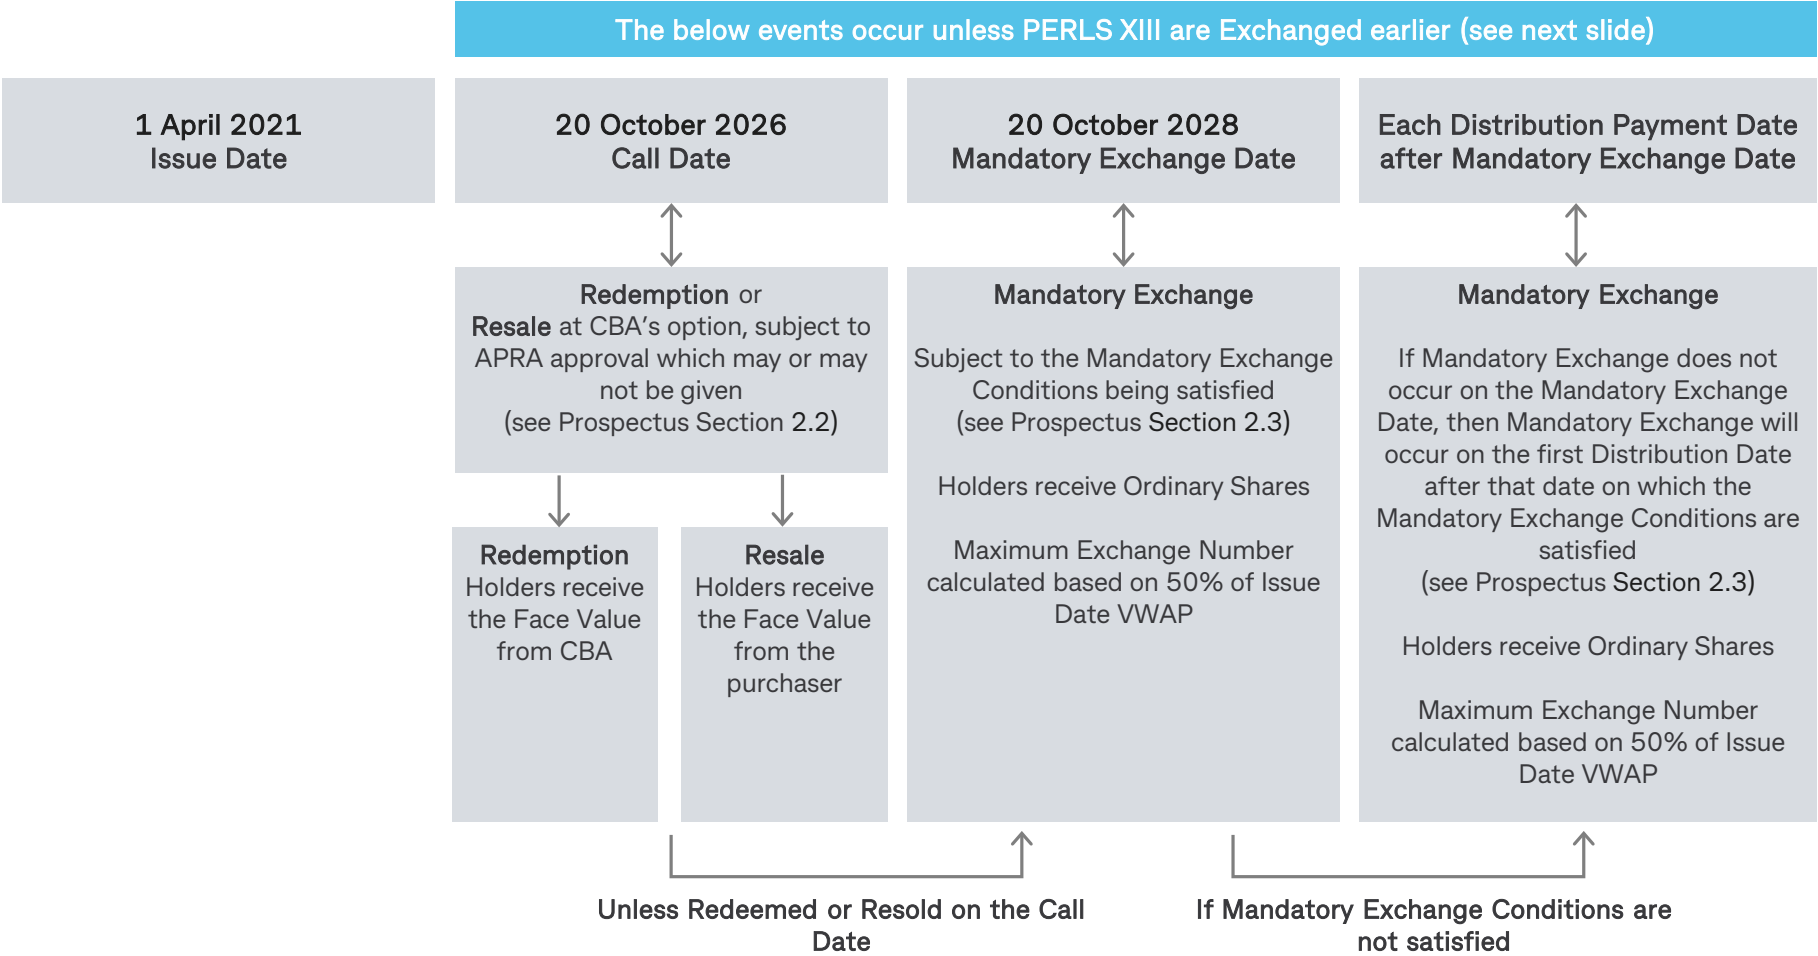 The below events occur unless PERLS XIII are Exchanged earlier (see next slide)
1 April 2021
Issue Date
20 October 2026
Call Date
20 October 2028
Mandatory Exchange Date
Each Distribution Payment Date
after Mandatory Exchange Date
Redemption or
Resale at CBA's option, subject to
APRA approval which may or may
not be given
(see Prospectus Section 2.2)
Redemption
Holders receive
the Face Value
from CBA
Resale
Holders receive
the Face Value
from the
purchaser
Mandatory Exchange
Subject to the Mandatory Exchange
Conditions being satisfied
(see Prospectus Section 2.3)
Holders receive Ordinary Shares
Maximum Exchange Number
calculated based on 50% of Issue
Date VWAP
Mandatory Exchange
If Mandatory Exchange does not
occur on the Mandatory Exchange
Date, then Mandatory Exchange will
occur on the first Distribution Date
after that date on which the
Mandatory Exchange Conditions are
satisfied
(see Prospectus Section 2.3)
Holders receive Ordinary Shares
Maximum Exchange Number
calculated based on 50% of Issue
Date VWAP
Unless Redeemed or Resold on the Call
Date
If Mandatory Exchange Conditions are
not satisfied